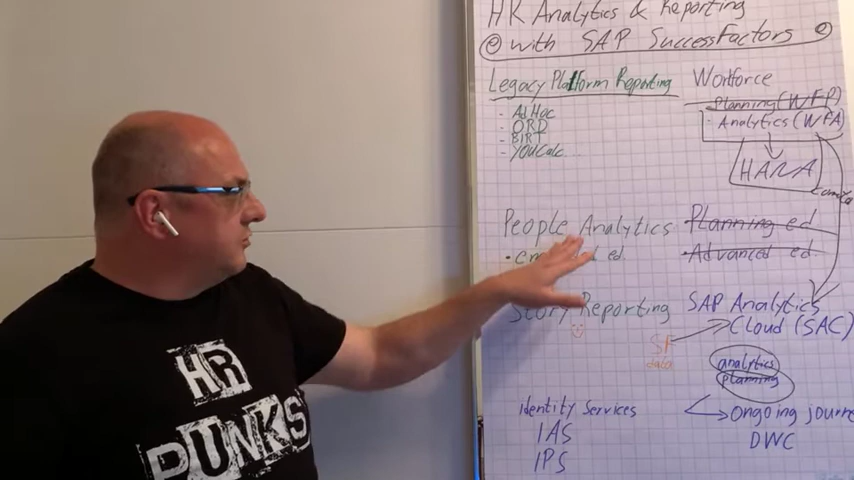 HR Analytics & Reporting
with SAP SuccessFactors
Legacy Platform Reporting
- AdHoc
- ORD
- BIRT
- YOUCalc
Workforce
Planning (WFP)
- Analytics (WFA)
HANA
People Analytics
ed.
Planning ed
Advanced ed
Story Reporting
SAP Analytics
Cloud (SAC)
SF
data
analytics
planning
Identity Services
IAS
IPS
Ongoing journe
DWC
HR
PUNKS